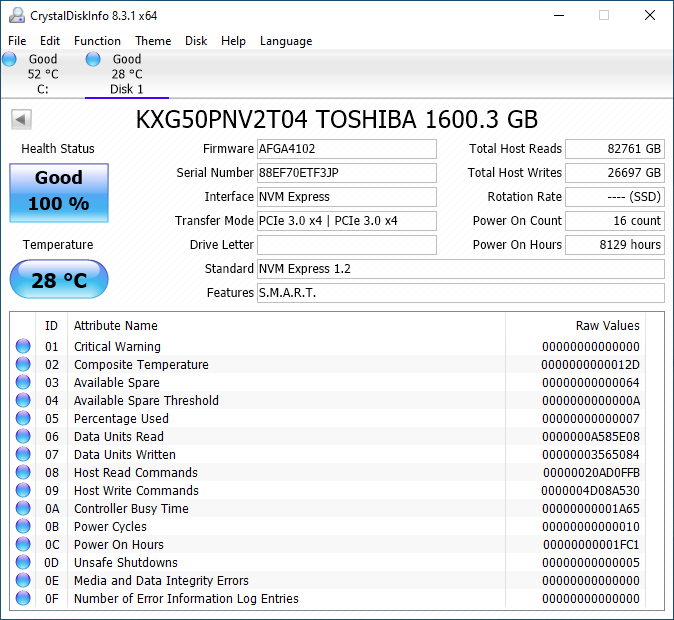 CrystalDiskInfo 8.3.1 x64
File Edit Function Theme Disk Help Language
Good Good
52 °C 28 °C
C: Disk 1
KXG50PNV2T04 TOSHIBA 1600.3 GB
Health Status
Good
100 %
Temperature
28 °C
Firmware AFGA4102
Serial Number 88EF70ETF3JP
Interface NVM Express
Transfer Mode PCIe 3.0 x4 | PCIe 3.0 x4
Drive Letter
Standard NVM Express 1.2
Features S.M.A.R.T.
Total Host Reads 82761 GB
Total Host Writes 26697 GB
Rotation Rate ---- (SSD)
Power On Count 16 count
Power On Hours 8129 hours
ID Attribute Name Raw Values
01 Critical Warning 00000000000000
02 Composite Temperature 0000000000012D
03 Available Spare 00000000000064
04 Available Spare Threshold 0000000000000A
05 Percentage Used 00000000000007
06 Data Units Read 0000000A585E08
07 Data Units Written 00000003565084
08 Host Read Commands 00000020AD0FFB
09 Host Write Commands 0000004D08A530
0A Controller Busy Time 00000000001A65
0B Power Cycles 00000000000010
0C Power On Hours 00000000001FC1
0D Unsafe Shutdowns 00000000000005
0E Media and Data Integrity Errors 00000000000000
0F Number of Error Information Log Entries 00000000000000